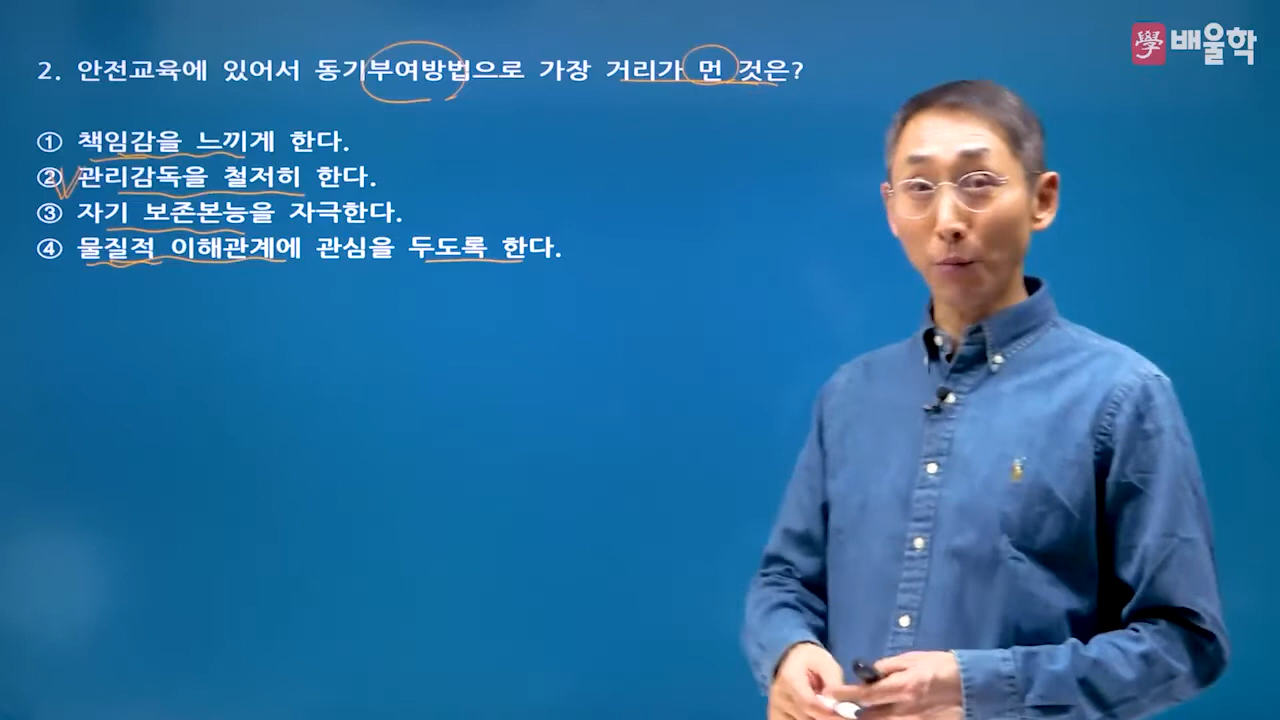 學 배울학
2. 안전교육에 있어서 동기부여방법으로 가장 거리가 먼 것은?
① 책임감을 느끼게 한다.
② 관리감독을 철저히 한다.
③ 자기 보존본능을 자극한다.
④ 물질적 이해관계에 관심을 두도록 한다.